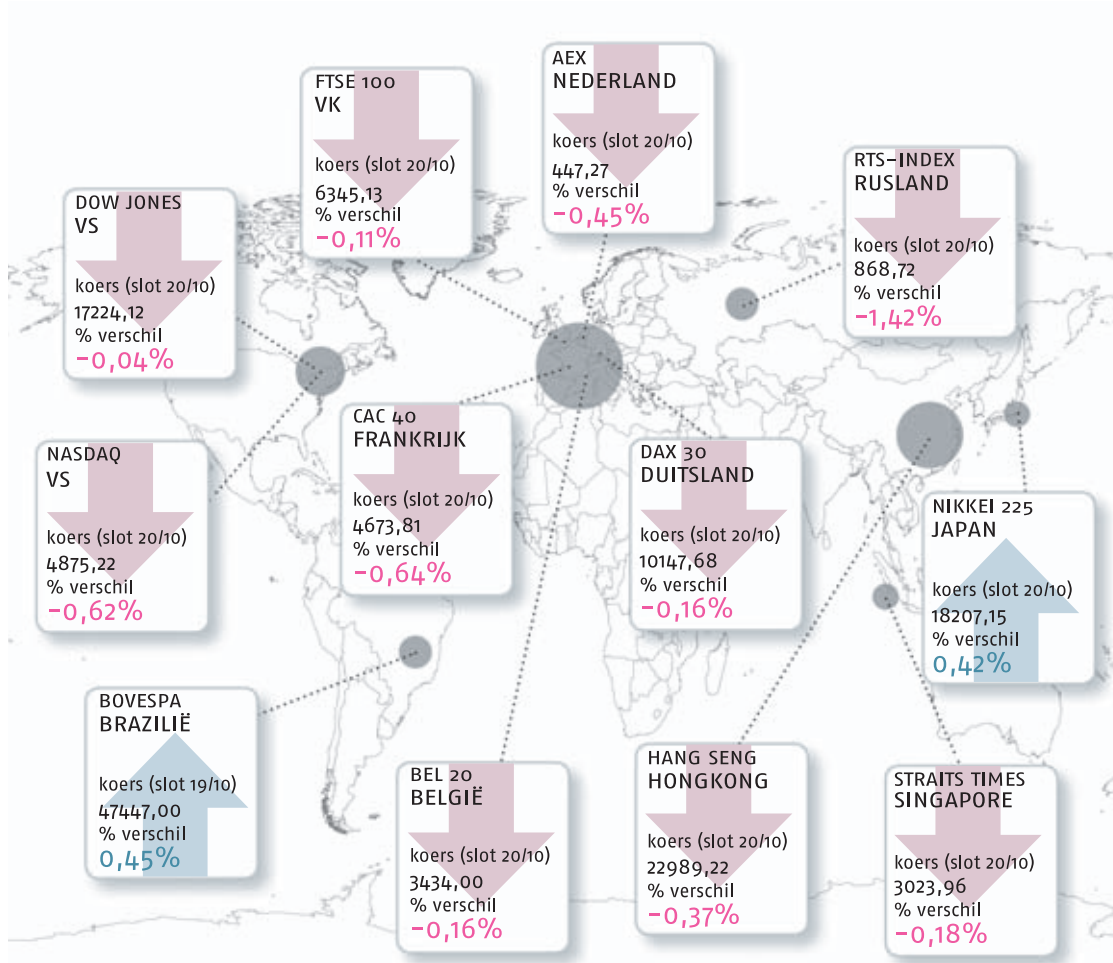 FTSE 100
VK
koers (slot 20/10)
6345,13
% verschil
-0,11%
AEX
NEDERLAND
koers (slot 20/10)
447,27
% verschil
-0,45%
RTS-INDEX
RUSLAND
koers (slot 20/10)
868,72
% verschil
-1,42%
DOW JONES
VS
koers (slot 20/10)
17224,12
% verschil
-0,04%
NASDAQ
VS
koers (slot 20/10)
4875,22
% verschil
-0,62%
CAC 40
FRANKRIJK
koers (slot 20/10)
4673,81
% verschil
-0,64%
DAX 30
DUITSLAND
koers (slot 20/10)
10147,68
% verschil
-0,16%
NIKKEI 225
JAPAN
koers (slot 20/10)
18207,15
% verschil
0,42%
BOVESPA
BRAZILIË
koers (slot 19/10)
47447,00
% verschil
0,45%
BEL 20
BELGIË
koers (slot 20/10)
3434,00
% verschil
-0,16%
HANG SENG
HONGKONG
koers (slot 20/10)
22989,22
% verschil
-0,37%
STRAITS TIMES
SINGAPORE
koers (slot 20/10)
3023,96
% verschil
-0,18%